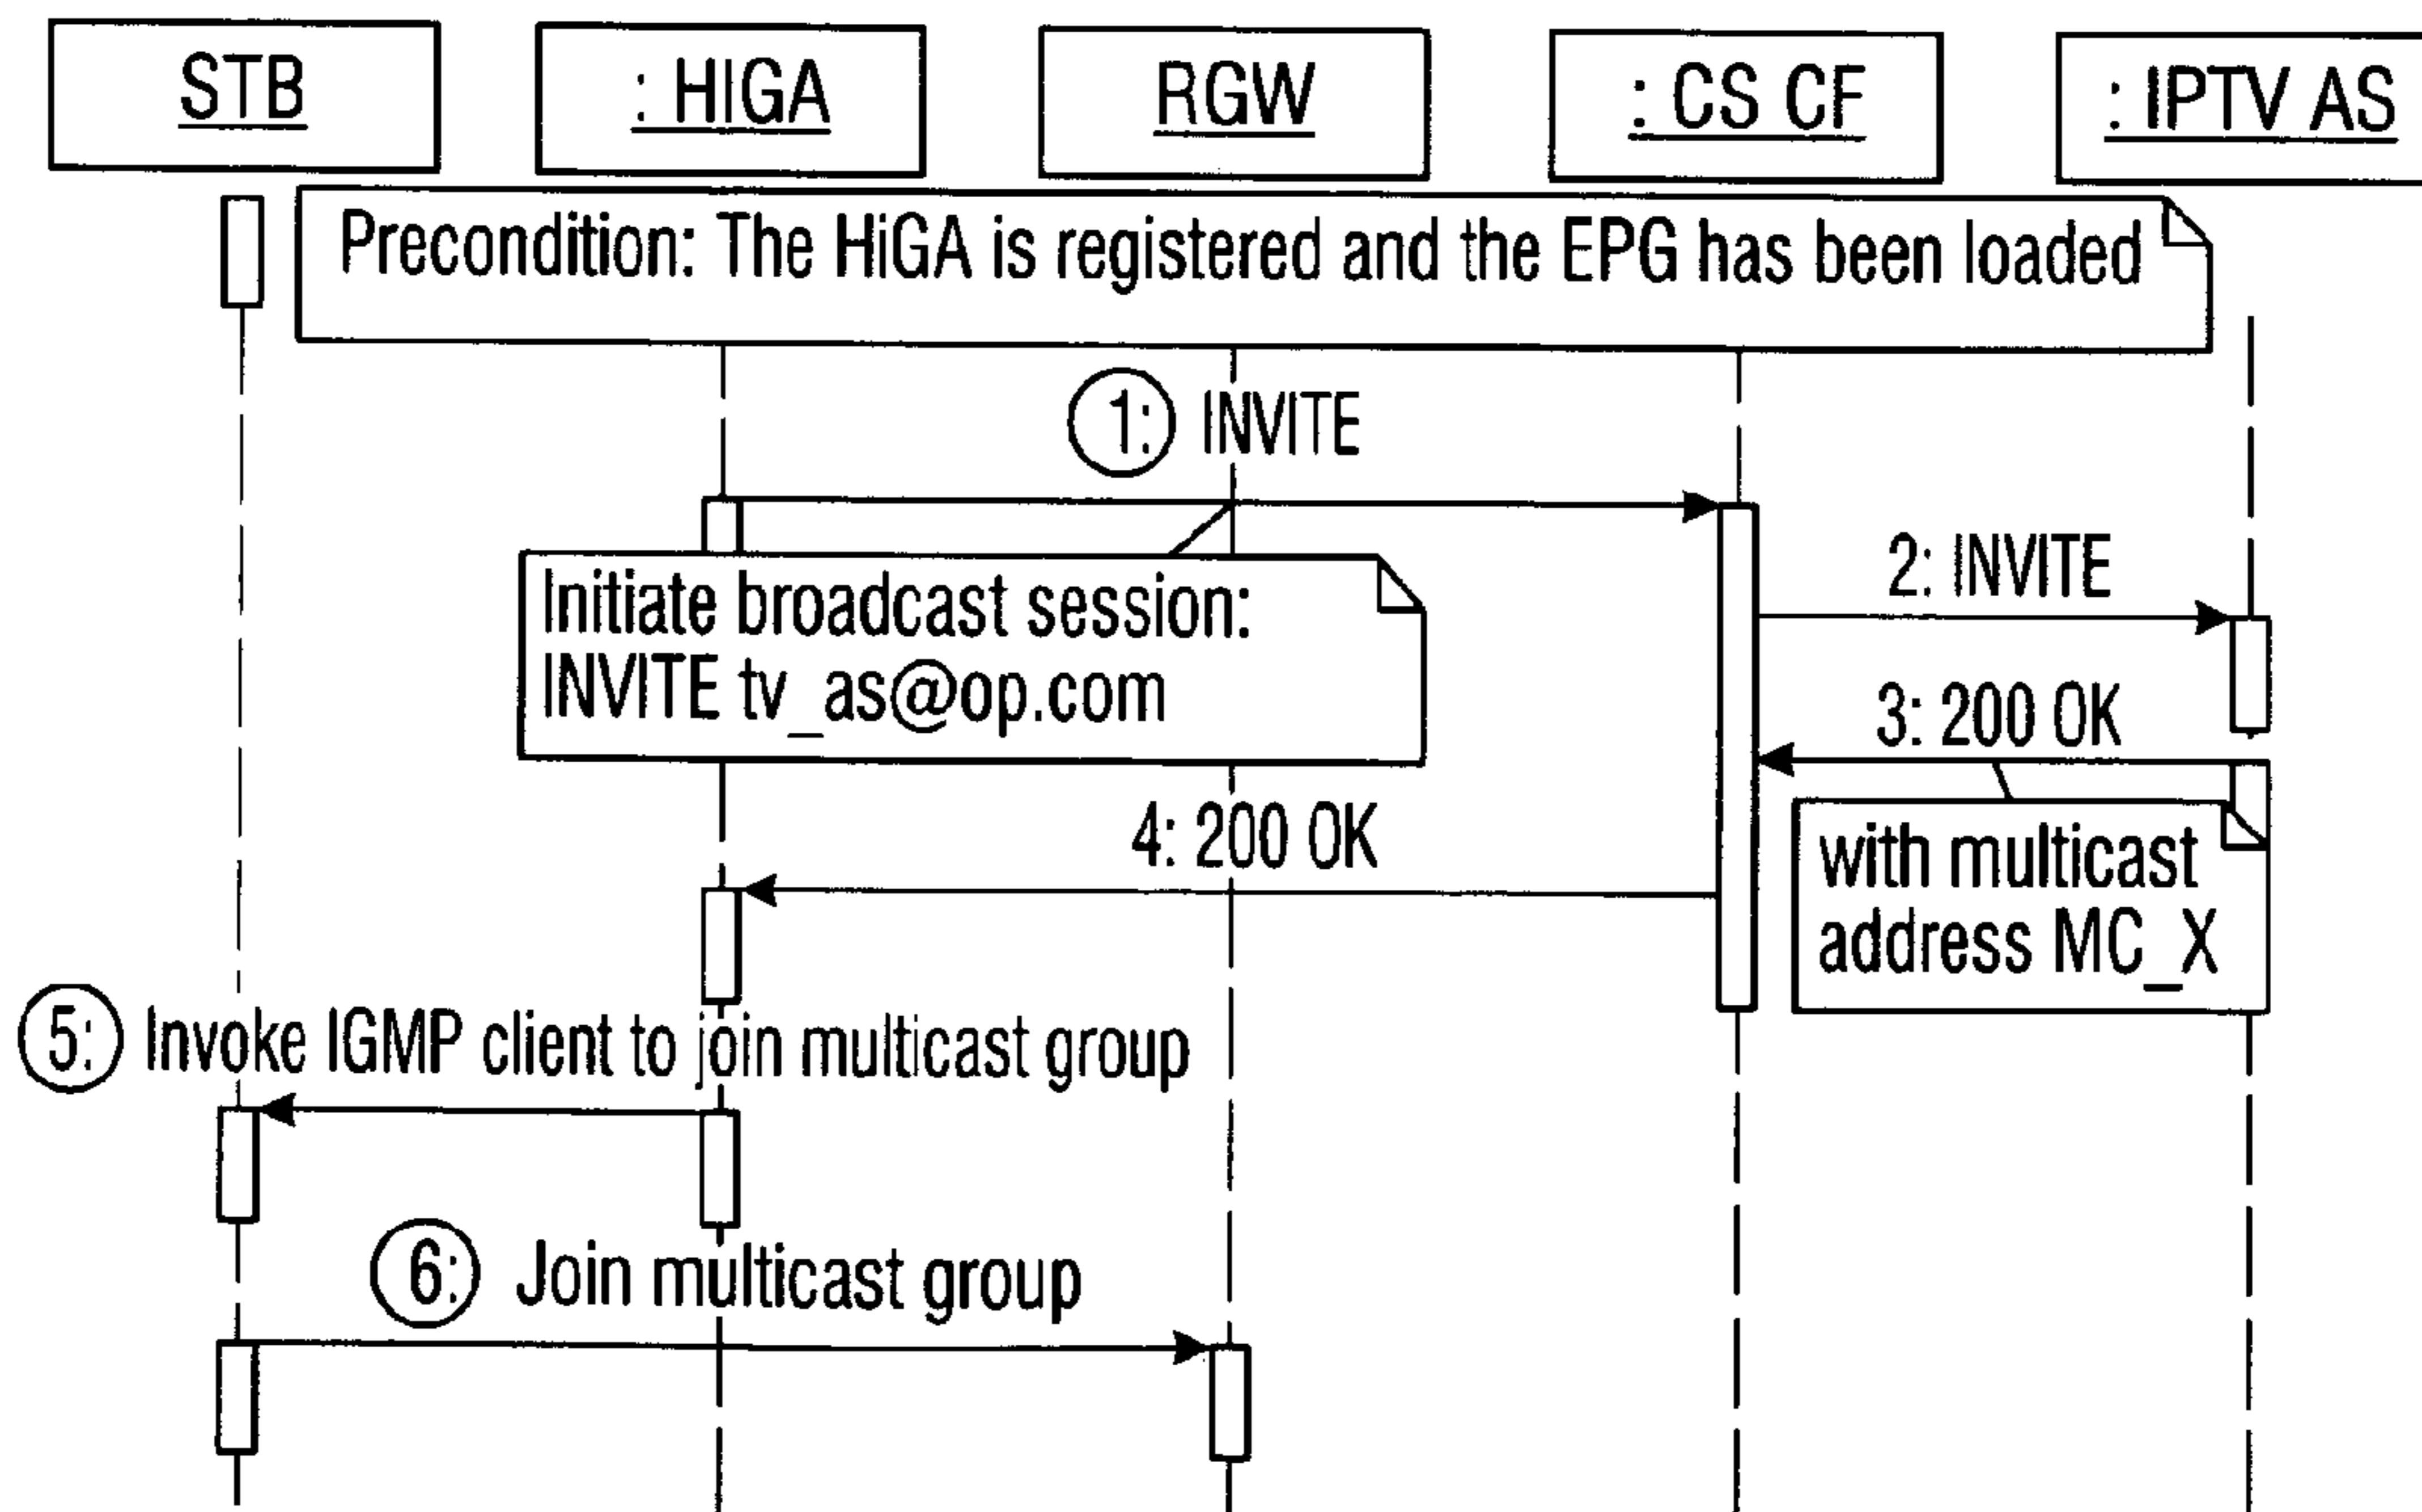 STB
: HIGA
RGW
: CS CF
: IPTV AS
Precondition: The HiGA is registered and the EPG has been loaded
1: INVITE
Initiate broadcast session:
INVITE tv_as@op.com
2: INVITE
3: 200 OK
with multicast
address MC_X
4: 200 OK
5: Invoke IGMP client to join multicast group
6: Join multicast group